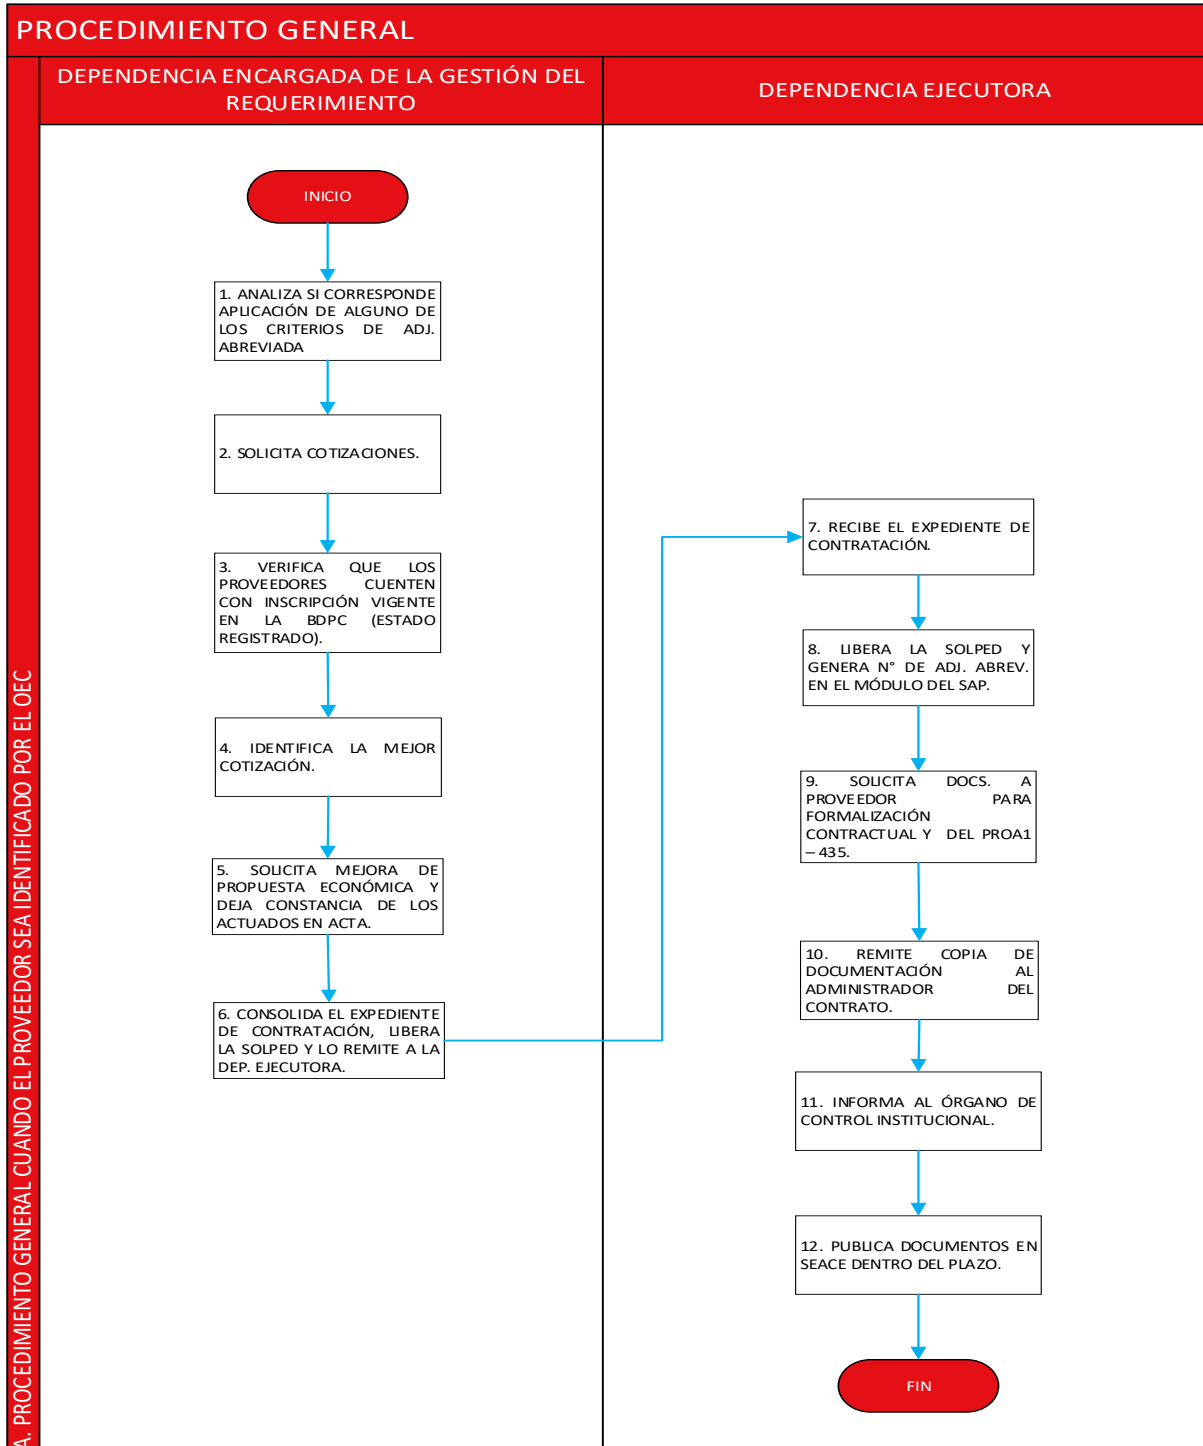 PROCEDIMIENTO GENERAL
DEPENDENCIA ENCARGADA DE LA GESTIÓN DEL
REQUERIMIENTO
DEPENDENCIA EJECUTORA
A. PROCEDIMIENTO GENERAL CUANDO EL PROVEEDOR SEA IDENTIFICADO POR EL OEC
INICIO
1. ANALIZA SI CORRESPONDE
APLICACIÓN DE ALGUNO DE
LOS CRITERIOS DE ADJ.
ABREVIADA
2. SOLICITA COTIZACIONES.
3. VERIFICA QUE LOS
PROVEEDORES CUENTEN
CON INSCRIPCIÓN VIGENTE
EN LA BDPC (ESTADO
REGISTRADO).
4. IDENTIFICA LA MEJOR
COTIZACIÓN.
5. SOLICITA MEJORA DE
PROPUESTA ECONÓMICA Y
DEJA CONSTANCIA DE LOS
ACTUADOS EN ACTA.
6. CONSOLIDA EL EXPEDIENTE
DE CONTRATACIÓN, LIBERA
LA SOLPED Y LO REMITE A LA
DEP. EJECUTORA.
7. RECIBE EL EXPEDIENTE DE
CONTRATACIÓN.
8. LIBERA LA SOLPED Y
GENERA N° DE ADJ. ABREV.
EN EL MÓDULO DEL SAP.
9. SOLICITA DOCS. A
PROVEEDOR PARA
FORMALIZACIÓN
CONTRACTUAL Y DEL PROA1
– 435.
10. REMITE COPIA DE
DOCUMENTACIÓN AL
ADMINISTRADOR DEL
CONTRATO.
11. INFORMA AL ÓRGANO DE
CONTROL INSTITUCIONAL.
12. PUBLICA DOCUMENTOS EN
SEACE DENTRO DEL PLAZO.
FIN